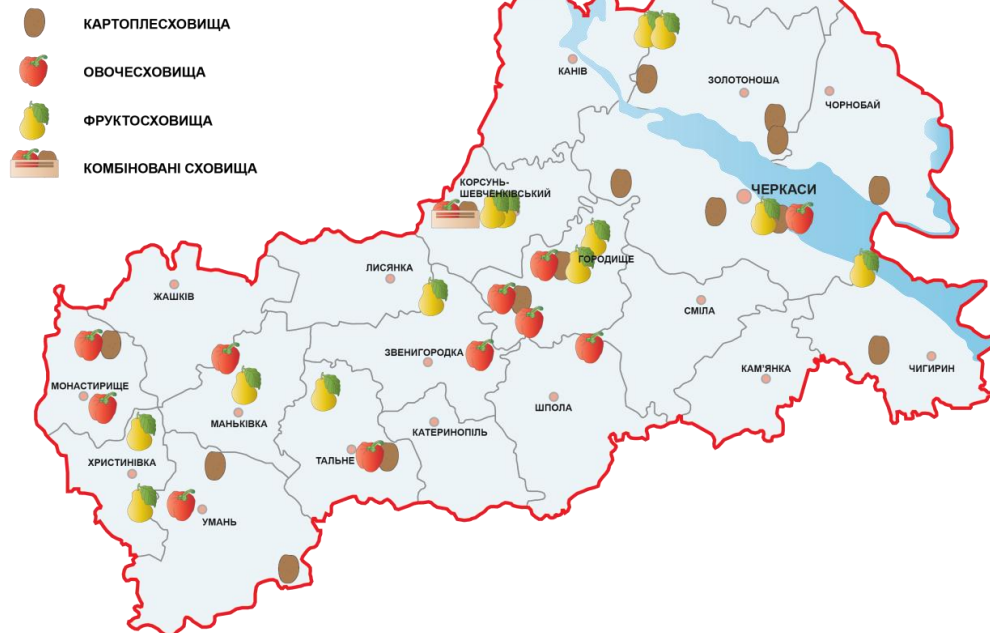 КАРТОПЛЕСХОВИЩА
ОВОЧЕСХОВИЩА
ФРУКТОСХОВИЩА
КОМБІНОВАНІ СХОВИЩА
КАНІВ
ЗОЛОТОНОША
ЧОРНОБАЙ
КОРСУНЬ-
ШЕВЧЕНКІВСЬКИЙ
ЧЕРКАСИ
ГОРОДИЩЕ
ЛИСЯНКА
ЖАШКІВ
СМІЛА
ЗВЕНИГОРОДКА
КАМ'ЯНКА
ЧИГИРИН
МОНАСТИРИЩЕ
МАНЬКІВКА
ШПОЛА
КАТЕРИНОПІЛЬ
ТАЛЬНЕ
ХРИСТИНІВКА
УМАНЬ